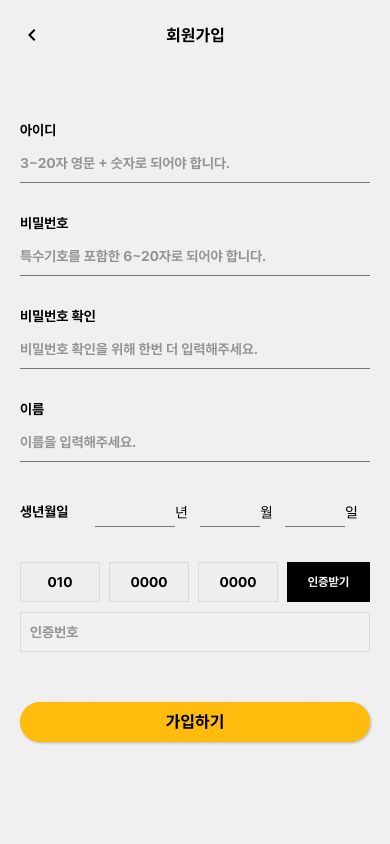 회원가입
아이디
3~20자 영문 + 숫자로 되어야 합니다.
비밀번호
특수기호를 포함한 6~20자로 되어야 합니다.
비밀번호 확인
비밀번호 확인을 위해 한번 더 입력해주세요.
이름
이름을 입력해주세요.
생년월일 년 월 일
010 0000 0000 인증받기
인증번호
가입하기